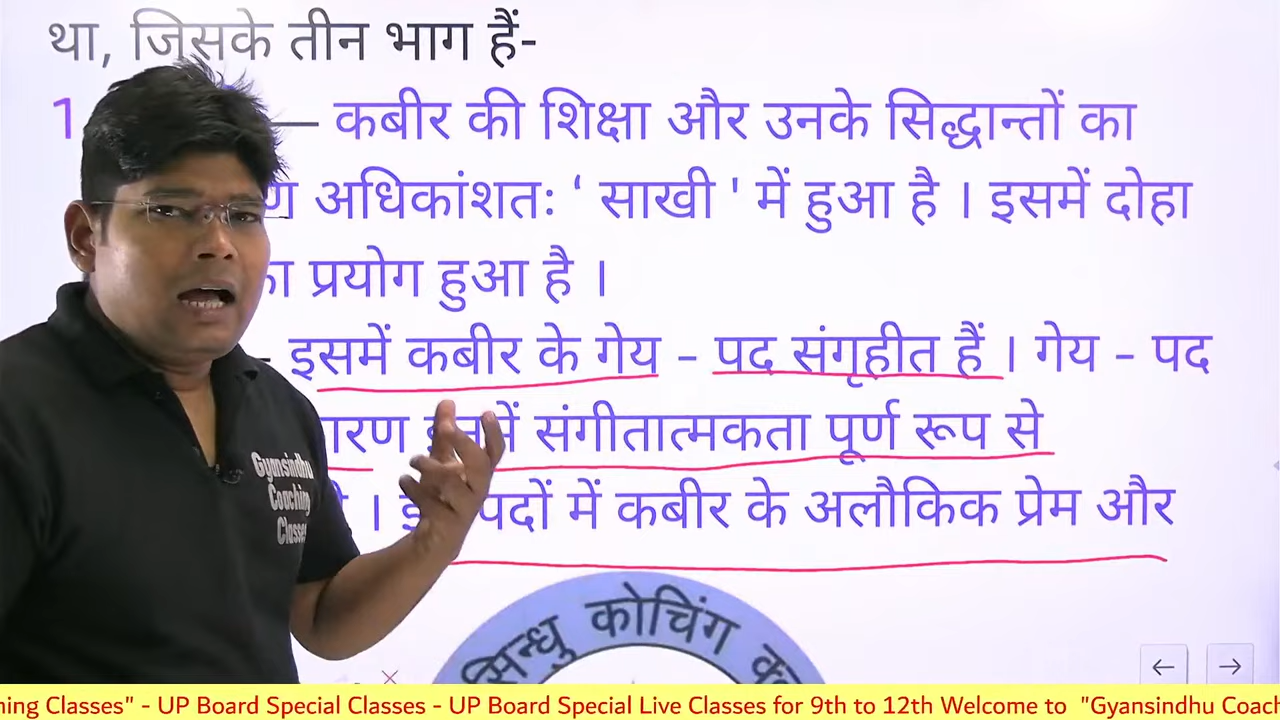 था, जिसके तीन भाग हैं-
1 — कबीर की शिक्षा और उनके सिद्धान्तों का
अधिकांशतः ' साखी ' में हुआ है । इसमें दोहा
का प्रयोग हुआ है ।
- इसमें कबीर के गेय - पद संगृहीत हैं । गेय - पद
संगीतात्मकता पूर्ण रूप से
। पदों में कबीर के अलौकिक प्रेम और
Gyansindhu
Coaching
Classes
सिन्धु कोचिंग
ning Classes" - UP Board Special Classes - UP Board Special Live Classes for 9th to 12th Welcome to "Gyansindhu Coach